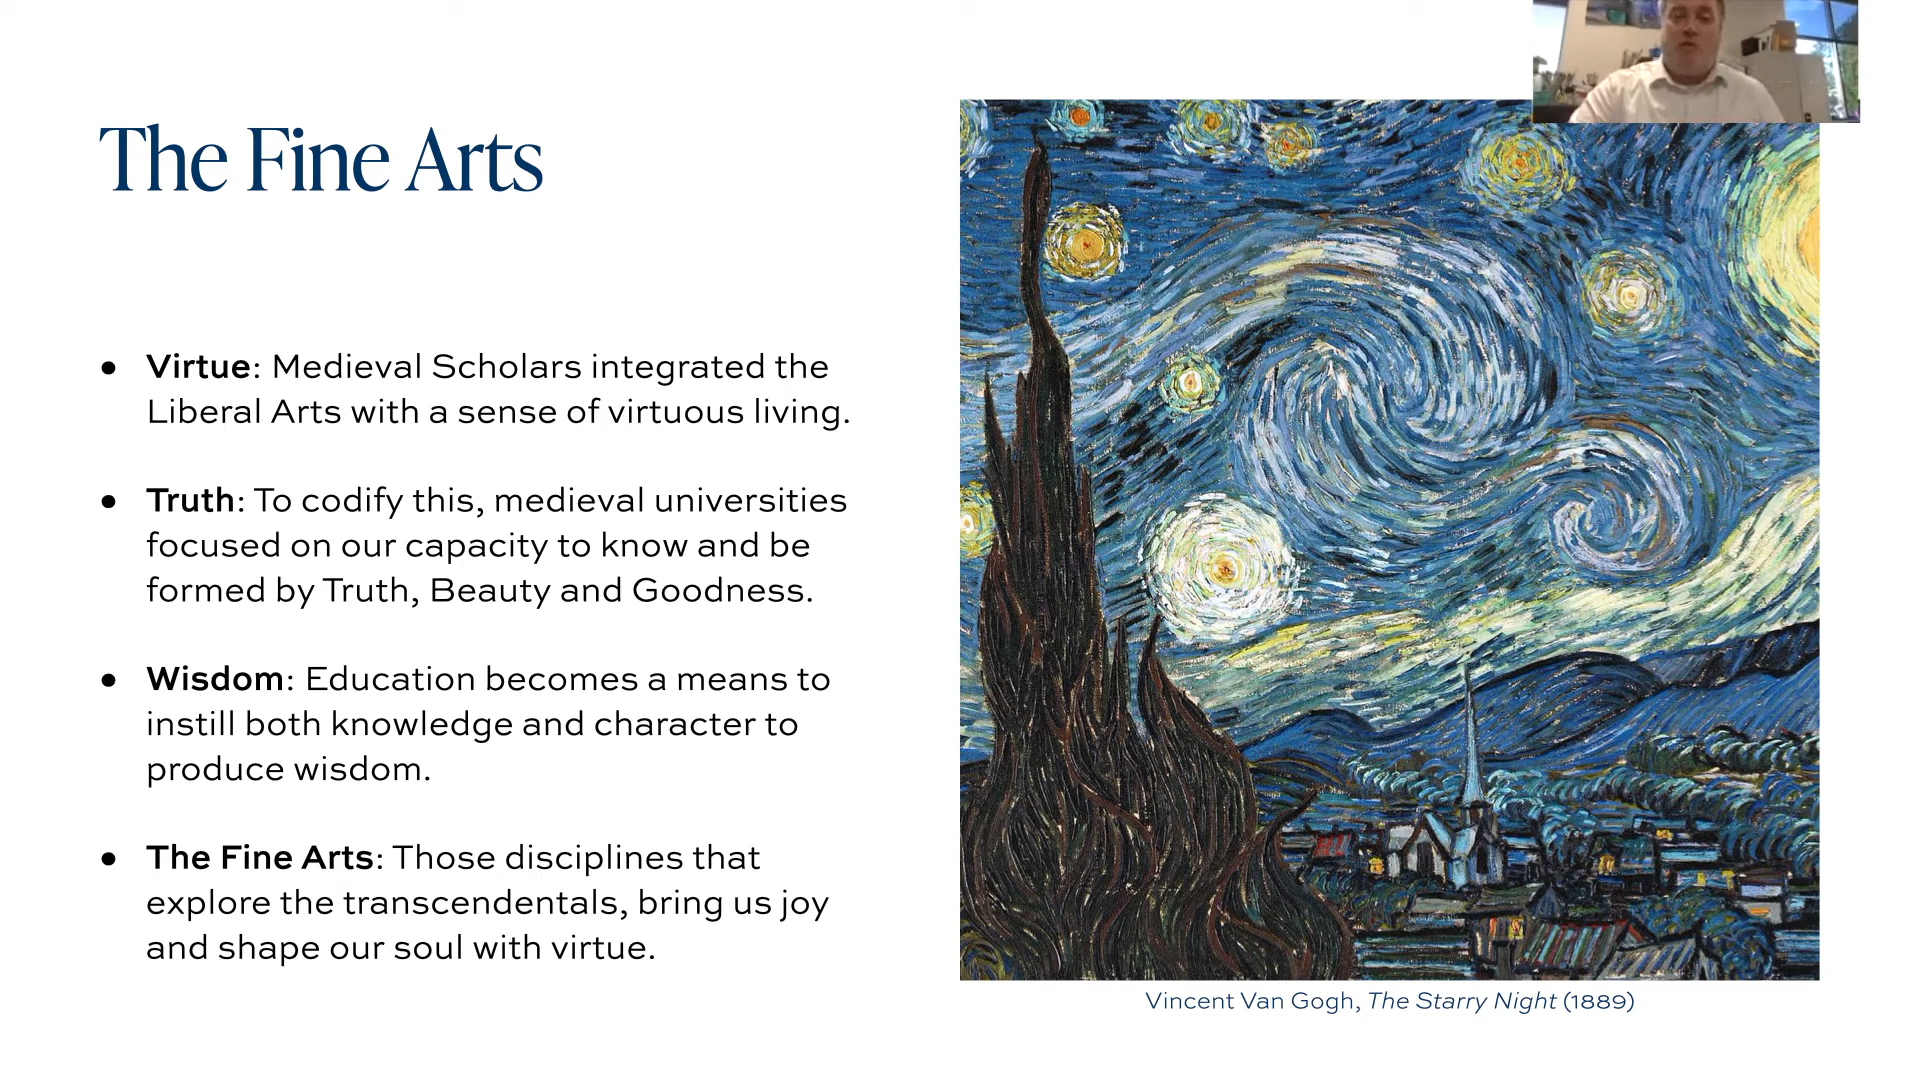 The Fine Arts
● Virtue: Medieval Scholars integrated the
Liberal Arts with a sense of virtuous living.
● Truth: To codify this, medieval universities
focused on our capacity to know and be
formed by Truth, Beauty and Goodness.
● Wisdom: Education becomes a means to
instill both knowledge and character to
produce wisdom.
● The Fine Arts: Those disciplines that
explore the transcendentals, bring us joy
and shape our soul with virtue.
Vincent Van Gogh, The Starry Night (1889)